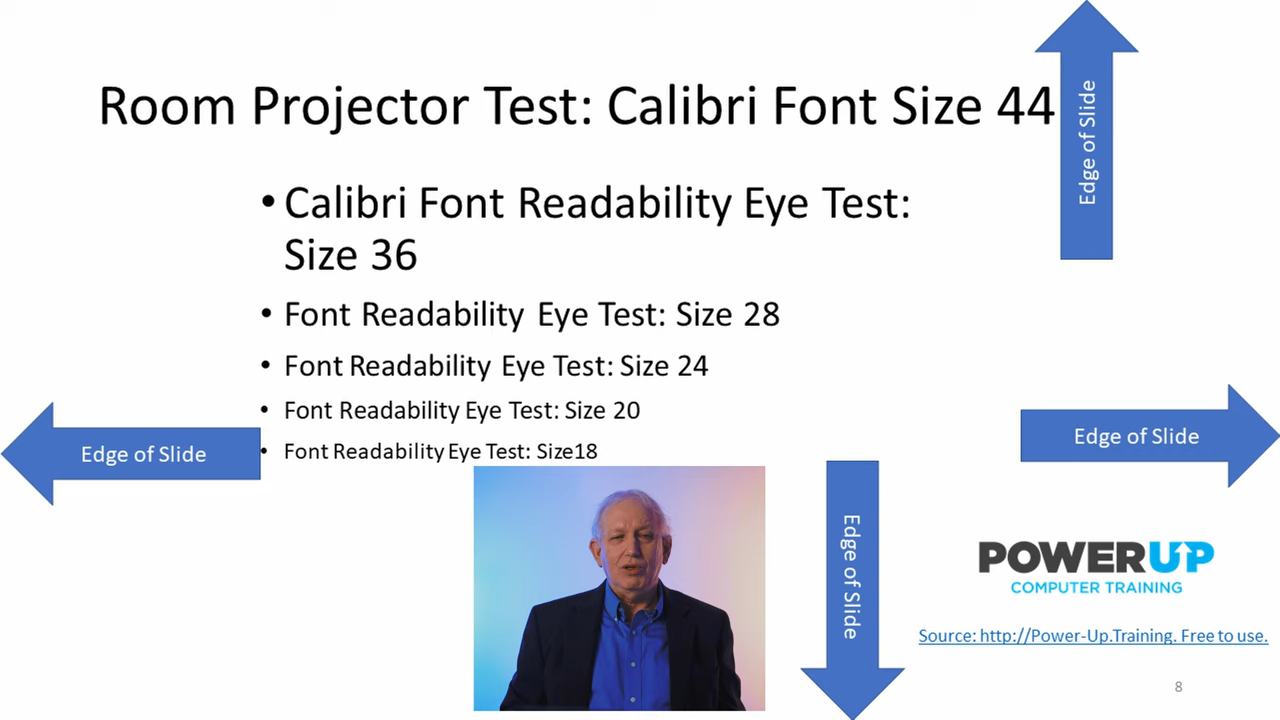 Room Projector Test: Calibri Font Size 44
Edge of Slide
• Calibri Font Readability Eye Test:
Size 36
• Font Readability Eye Test: Size 28
• Font Readability Eye Test: Size 24
• Font Readability Eye Test: Size 20
• Font Readability Eye Test: Size18
Edge of Slide
Edge of Slide
Edge of Slide
POWERUP
COMPUTER TRAINING
Source: http://Power-Up.Training. Free to use.
8